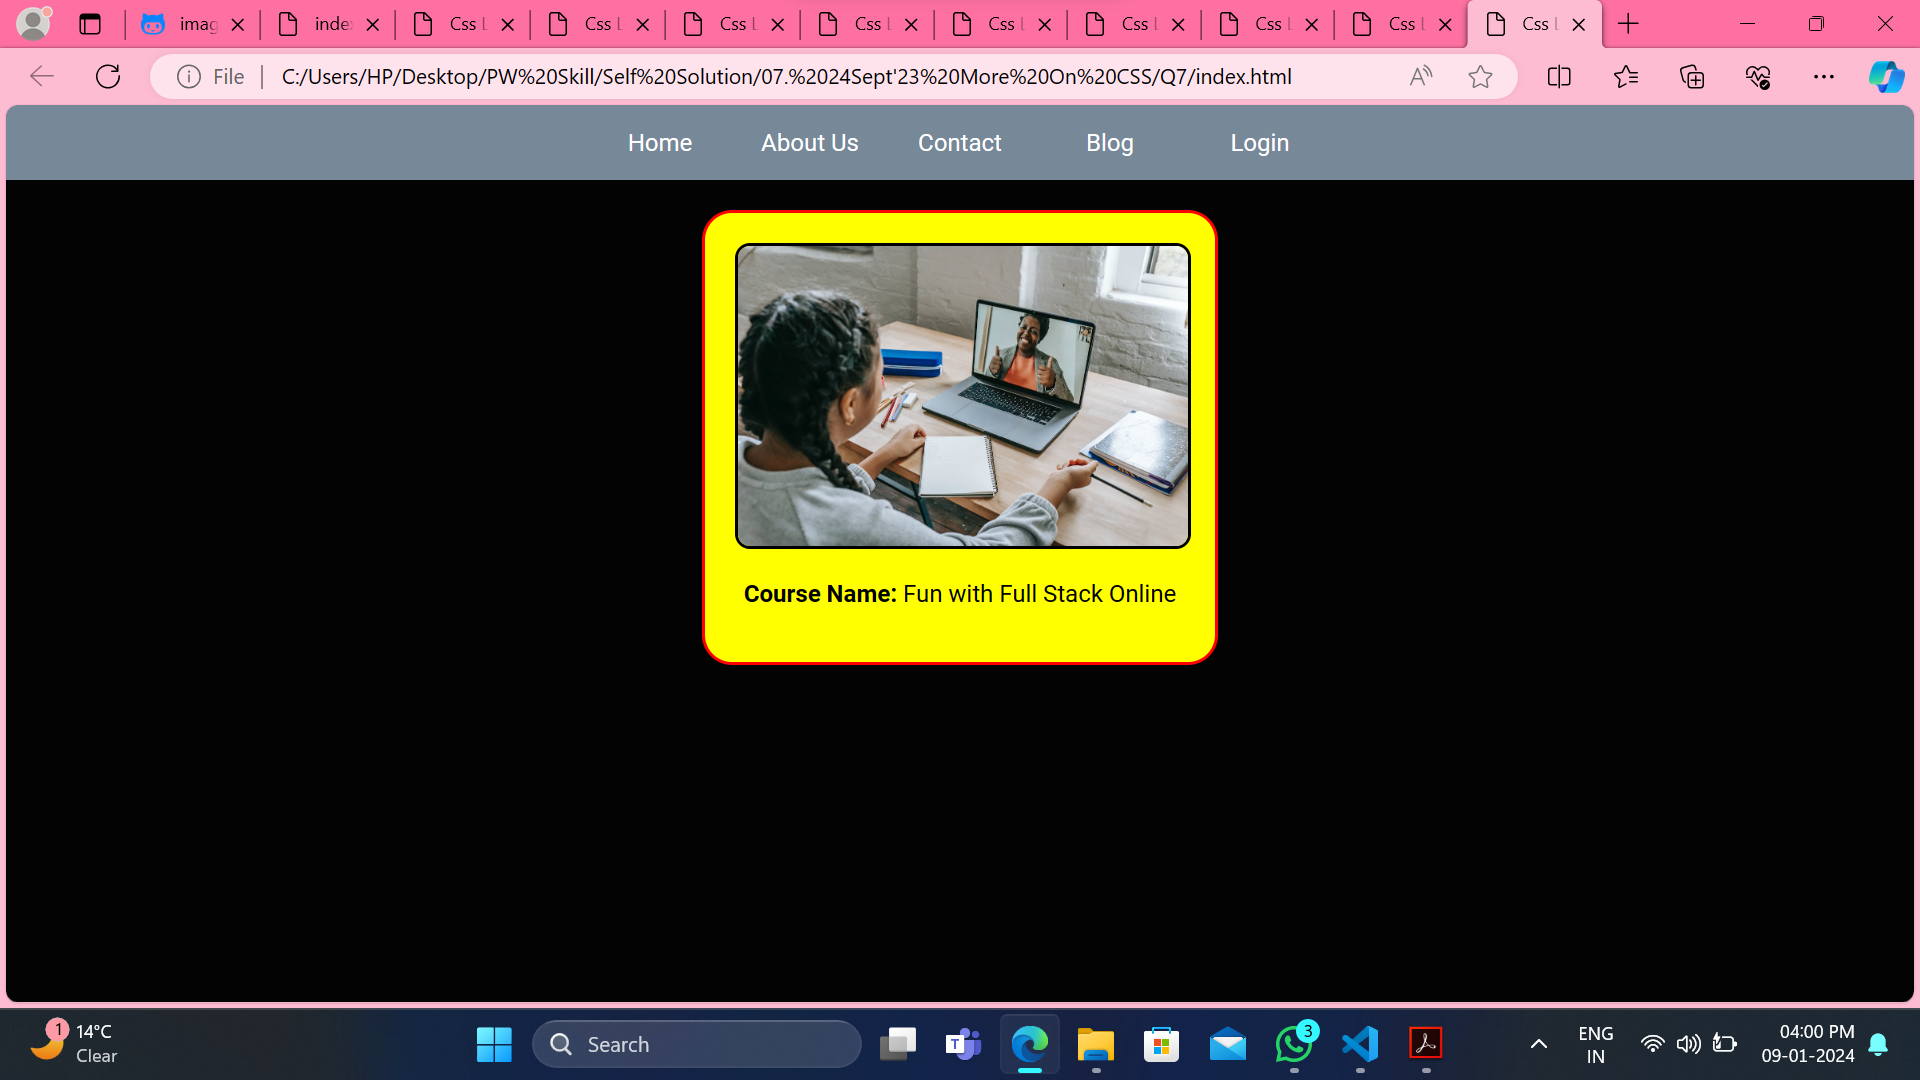 imag
index
Css L
Css L
Css L
Css L
Css L
Css L
Css L
Css L
Css L
File
C:/Users/HP/Desktop/PW%20Skill/Self%20Solution/07.%2024Sept'23%20More%20On%20CSS/Q7/index.html
Home About Us Contact Blog Login
Course Name: Fun with Full Stack Online
1
14°C
Clear
Search
T
3
ENG
IN
04:00 PM
09-01-2024